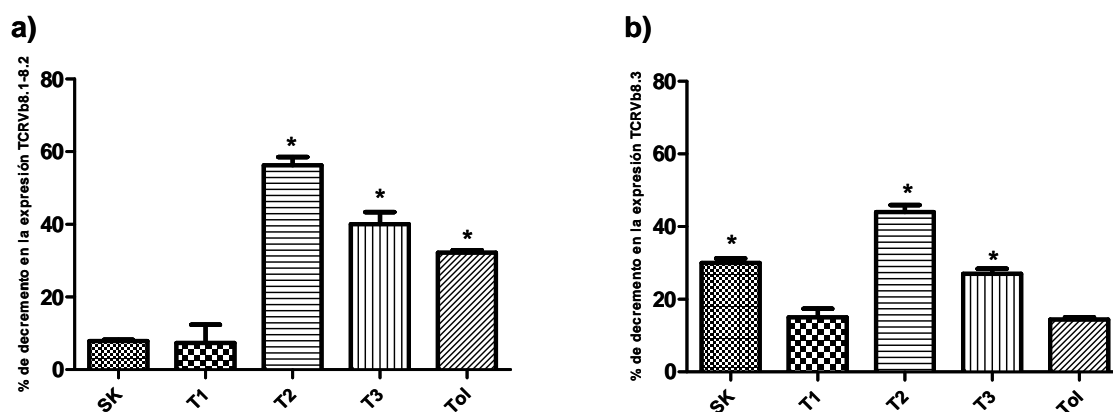 a)
% de decremento en la expresión TCRVb8.1-8.2
80
60
40
20
0
*
*
*
SK
T1
T2
T3
Tol
b)
% de decremento en la expresión TCRVb8.3
80
60
40
20
0
*
*
*
SK
T1
T2
T3
Tol